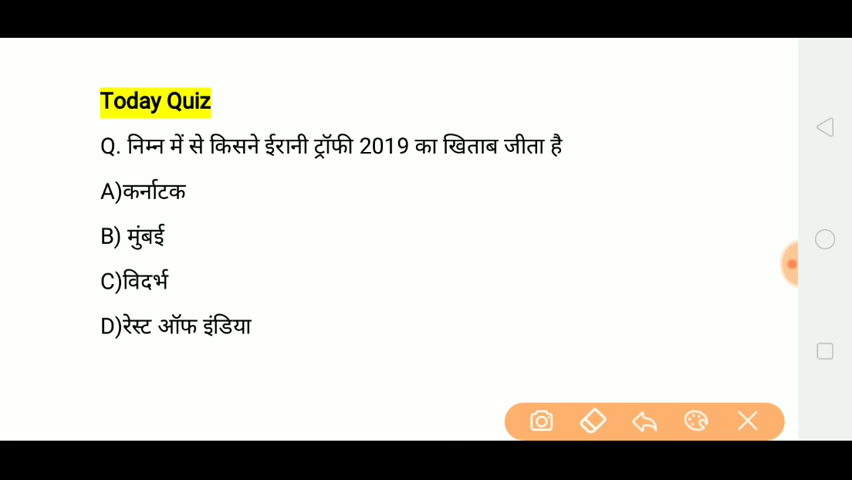 Today Quiz
Q. निम्न में से किसने ईरानी ट्रॉफी 2019 का खिताब जीता है
A)कर्नाटक
B) मुंबई
C)विदर्भ
D)रेस्ट ऑफ इंडिया